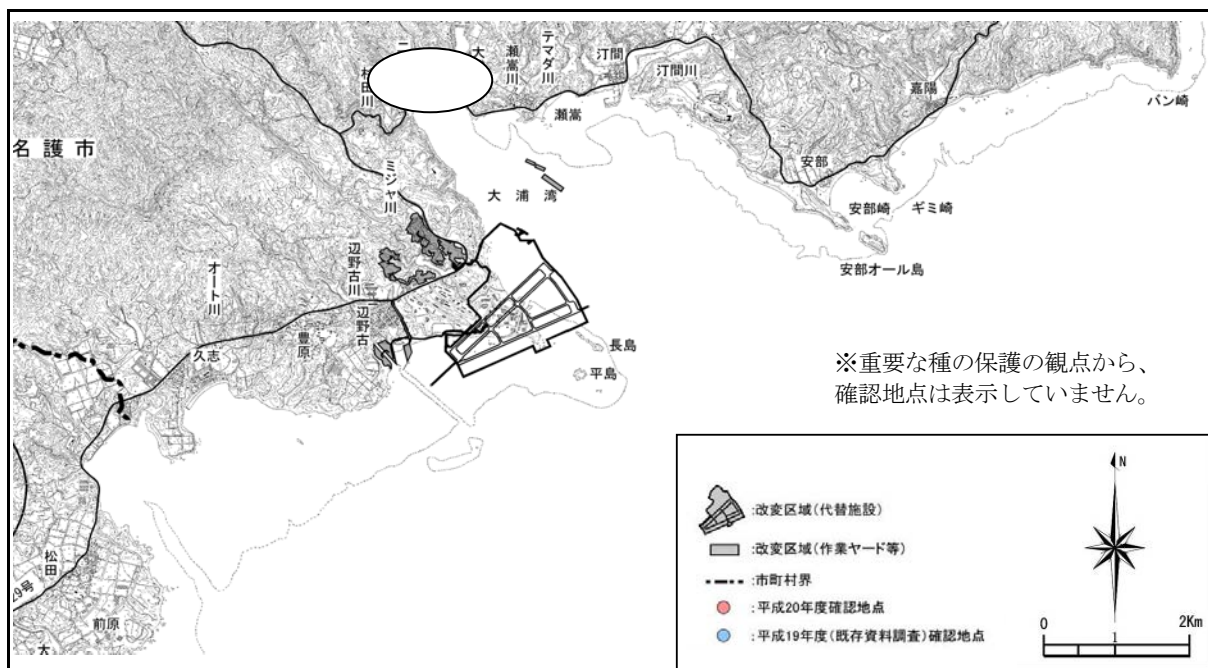 二
大
瀬嵩川
テマダ川
汀間
汀間川
嘉陽
バン崎
杉田川
瀬嵩
名護市
安部
ミジャ川
大浦湾
安部崎
ギミ崎
安部オール島
辺野古川
オート川
辺野古
豊原
久志
長島
平島
※重要な種の保護の観点から、
確認地点は表示していません。
松田
29号
前原
大
:改変区域(代替施設)
:改変区域(作業ヤード等)
:市町村界
:平成20年度確認地点
:平成19年度(既存資料調査)確認地点
N
0 1 2Km